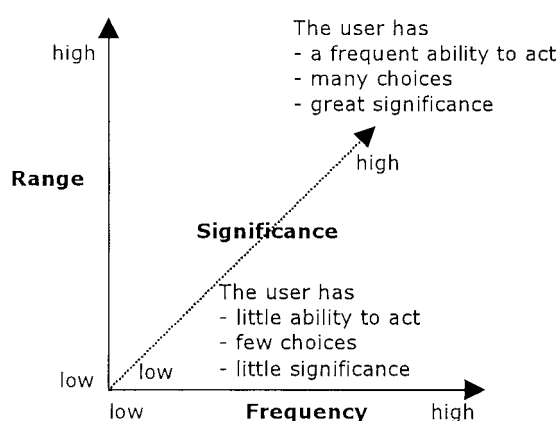 The user has
- a frequent ability to act
- many choices
- great significance
high
high
Range
Significance
The user has
- little ability to act
- few choices
- little significance
low
low
low
Frequency
high